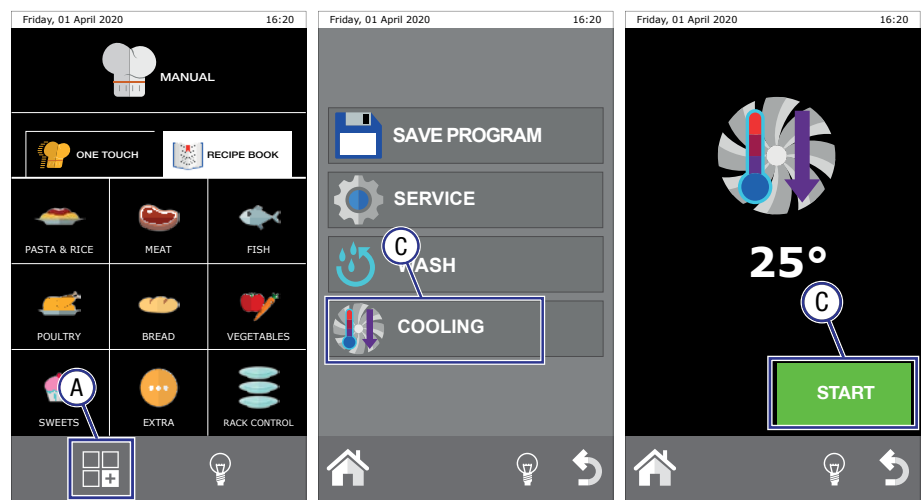 Friday, 01 April 2020 16:20
MANUAL
ONE TOUCH RECIPE BOOK
PASTA & RICE MEAT FISH
POULTRY BREAD VEGETABLES
A
SWEETS EXTRA RACK CONTROL
Friday, 01 April 2020 16:20
SAVE PROGRAM
SERVICE
C
WASH
COOLING
Friday, 01 April 2020 16:20
25°
C
START